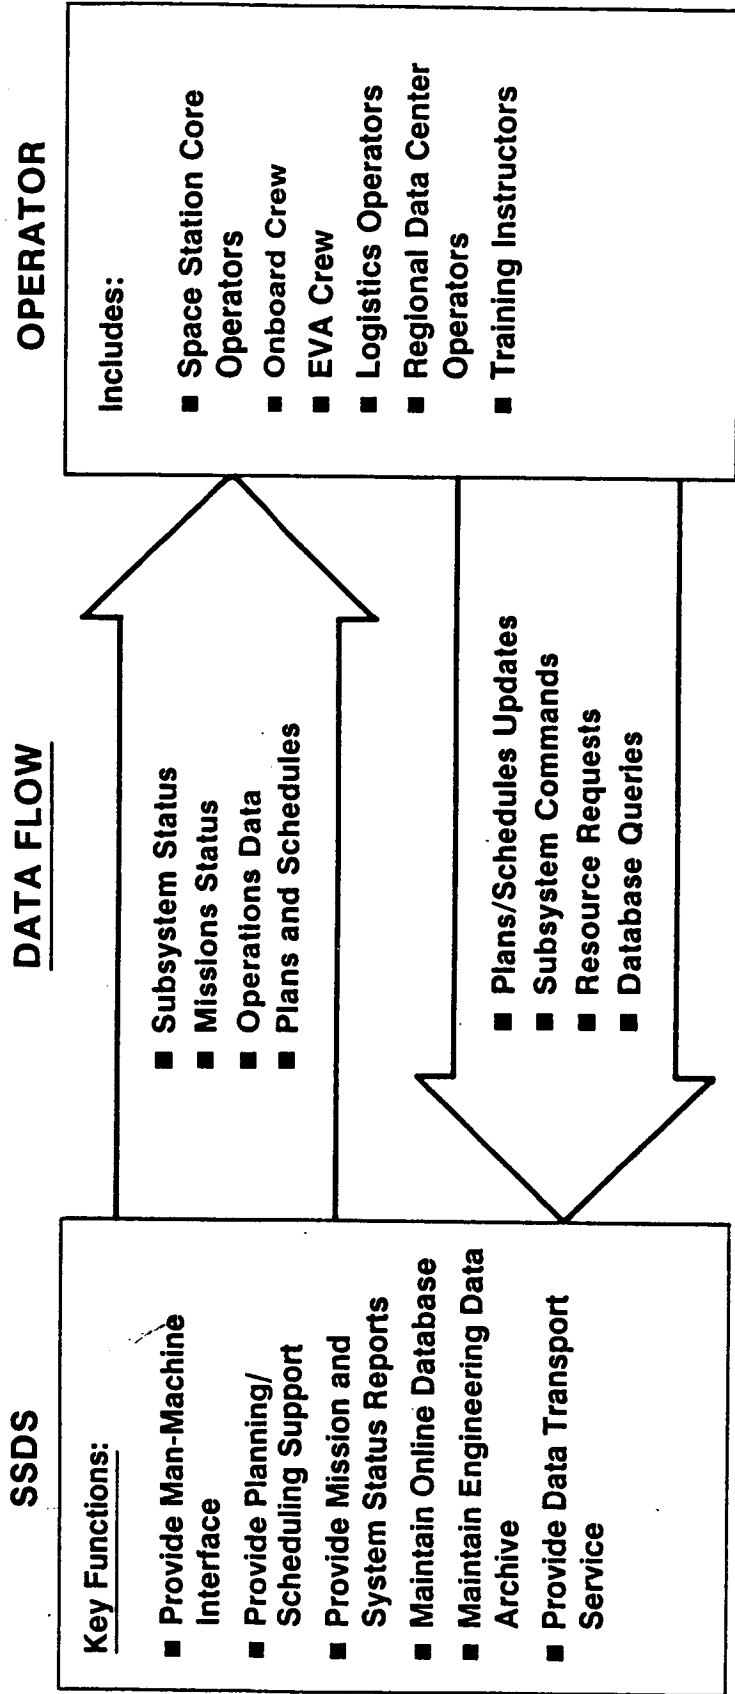 SSDS
Key Functions:
■ Provide Man-Machine
Interface
■ Provide Planning/
Scheduling Support
■ Provide Mission and
System Status Reports
■ Maintain Online Database
■ Maintain Engineering Data
Archive
■ Provide Data Transport
Service
DATA FLOW
■ Subsystem Status
■ Missions Status
■ Operations Data
■ Plans and Schedules
■ Plans/Schedules Updates
■ Subsystem Commands
■ Resource Requests
■ Database Queries
OPERATOR
Includes:
■ Space Station Core
Operators
■ Onboard Crew
■ EVA Crew
■ Logistics Operators
■ Regional Data Center
Operators
■ Training Instructors